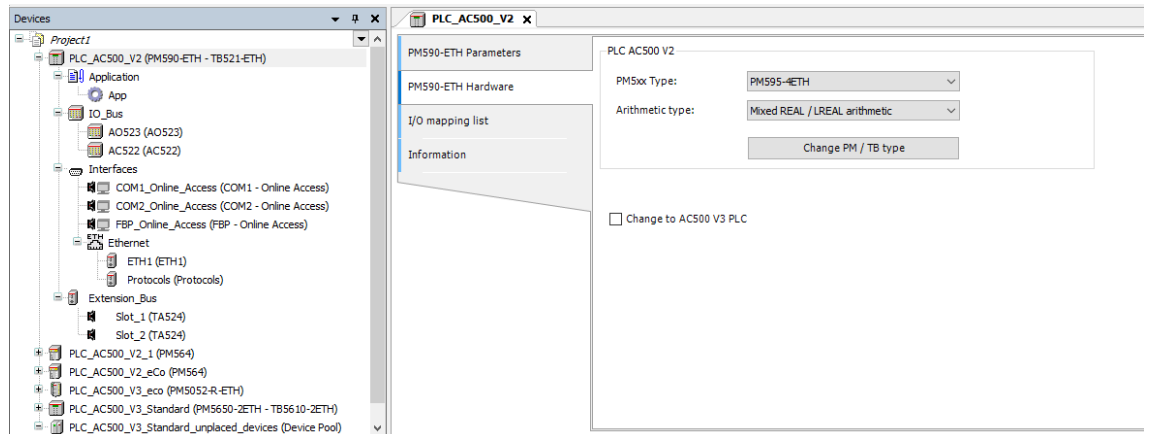 Devices
Project1
PLC_AC500_V2 (PM590-ETH - TB521-ETH)
Application
App
IO_Bus
AO523 (AO523)
AC522 (AC522)
Interfaces
COM1_Online_Access (COM1 - Online Access)
COM2_Online_Access (COM2 - Online Access)
FBP_Online_Access (FBP - Online Access)
ETH
Ethernet
ETH1 (ETH1)
Protocols (Protocols)
Extension_Bus
Slot_1 (TA524)
Slot_2 (TA524)
PLC_AC500_V2_1 (PM564)
PLC_AC500_V2_eCo (PM564)
PLC_AC500_V3_eco (PM5052-R-ETH)
PLC_AC500_V3_Standard (PM5650-2ETH - TB5610-2ETH)
PLC_AC500_V3_Standard_unplaced_devices (Device Pool)
PLC_AC500_V2
PM590-ETH Parameters
PM590-ETH Hardware
I/O mapping list
Information
PLC AC500 V2
PM5xx Type:
PM595-4ETH
Arithmetic type:
Mixed REAL / LREAL arithmetic
Change PM / TB type
Change to AC500 V3 PLC